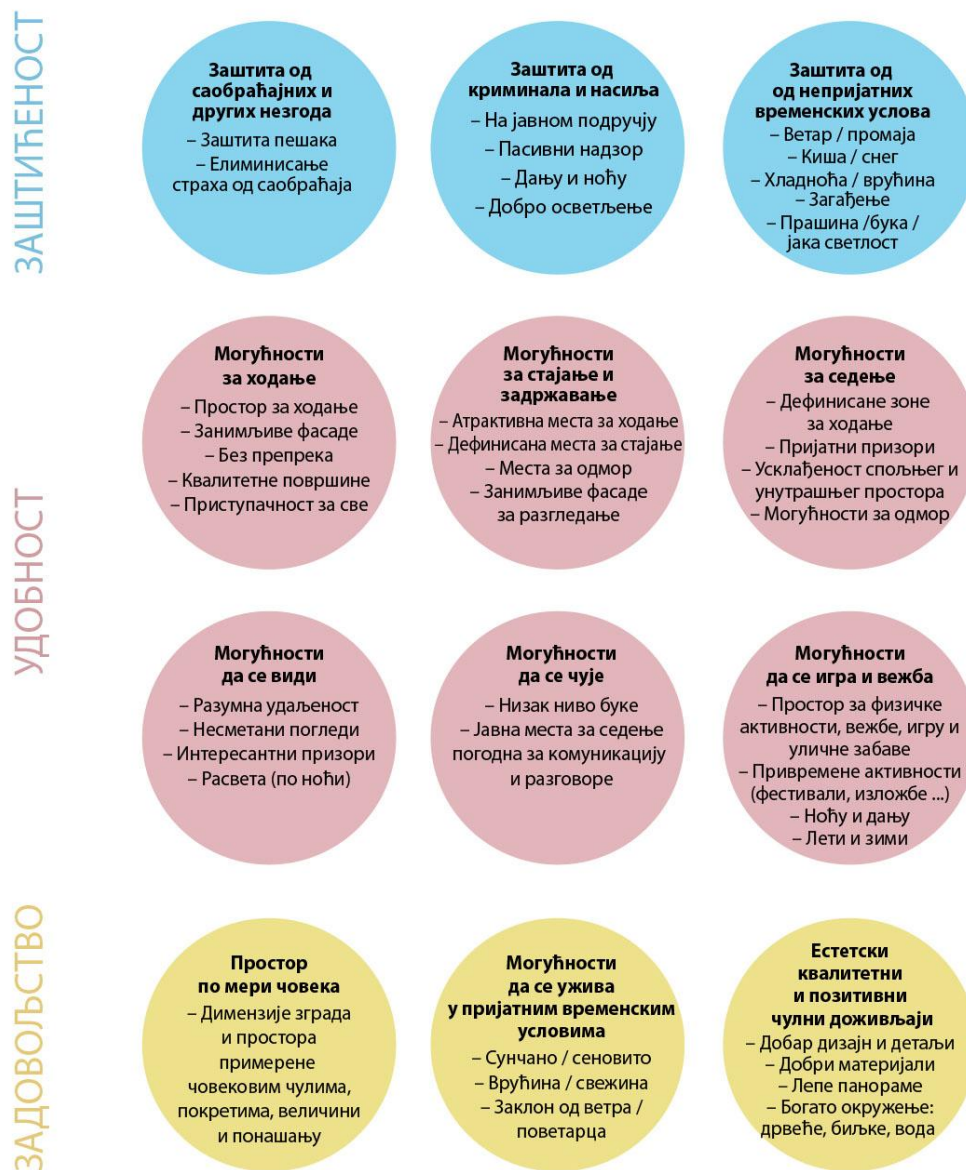 ЗАШТИЋЕНОСТ
Заштита од
саобраћајних и
других незгода
– Заштита пешака
– Елиминисање
страха од саобраћаја
Заштита од
криминала и насиља
– На јавном подручју
– Пасивни надзор
– Дању и ноћу
– Добро осветљење
Заштита од
од непријатних
временских услова
– Ветар / промаја
– Киша / снег
– Хладноћа / врућина
– Загађење
– Прашина /бука /
јака светлост
УДОБНОСТ
Могућности
за ходање
– Простор за ходање
– Занимљиве фасаде
– Без препрека
– Квалитетне површине
– Приступачност за све
Могућности
за стајање и
задржавање
– Атрактивна места за ходање
– Дефинисана места за стајање
– Места за одмор
– Занимљиве фасаде
за разгледање
Могућности
за седење
– Дефинисане зоне
за ходање
– Пријатни призори
– Усклађеност спољњег и
унутрашњег простора
– Могућности за одмор
Могућности
да се види
– Разумна удаљеност
– Несметани погледи
– Интересантни призори
– Расвета (по ноћи)
Могућности
да се чује
– Низак ниво буке
– Јавна места за седење
погодна за комуникацију
и разговоре
Могућности
да се игра и вежба
– Простор за физичке
активности, вежбе, игру и
уличне забаве
– Привремене активности
(фестивали, изложбе ...)
– Ноћу и дању
– Лети и зими
ЗАДОВОЉСТВО
Простор
по мери човека
– Димензије зграда
и простора
примерене
човековим чулима,
покретима, величини
и понашању
Могућности
да се ужива
у пријатним временским
условима
– Сунчано / сеновито
– Врућина / свежина
– Заклон од ветра /
поветарца
Естетски
квалитетни
и позитивни
чулни доживљаји
– Добар дизајн и детаљи
– Добри материјали
– Лепе панораме
– Богато окружење:
дрвеће, биљке, вода